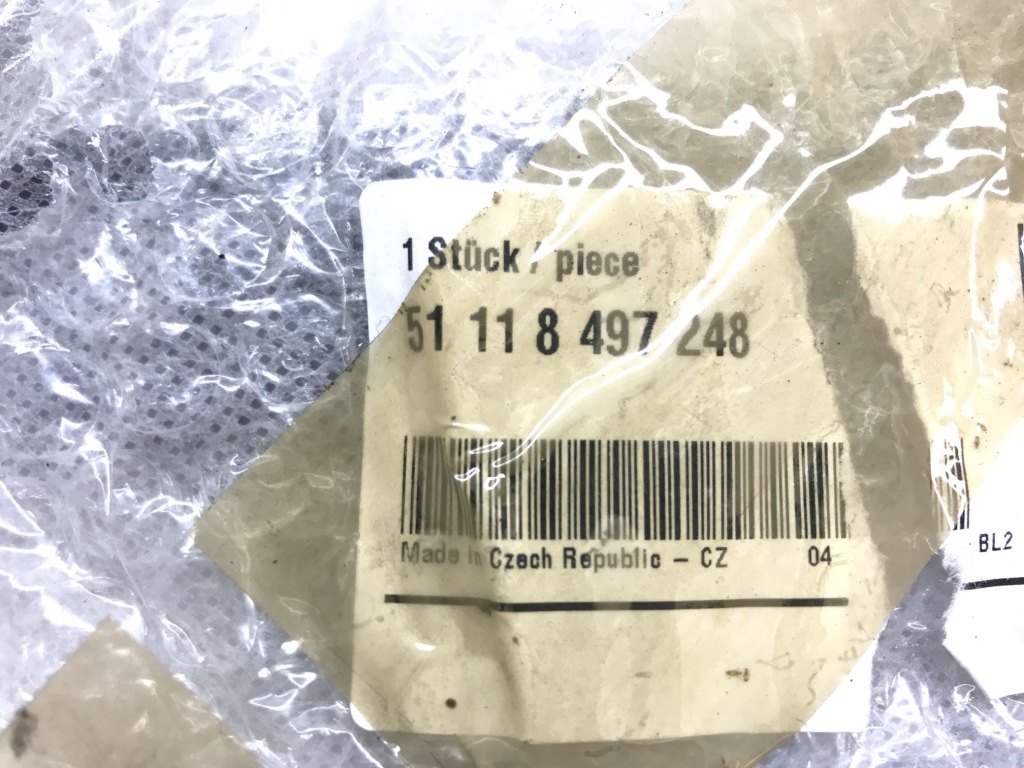 1 Stück / piece
51 11 8 497 248
Made in Czech Republic – CZ 04
BL2